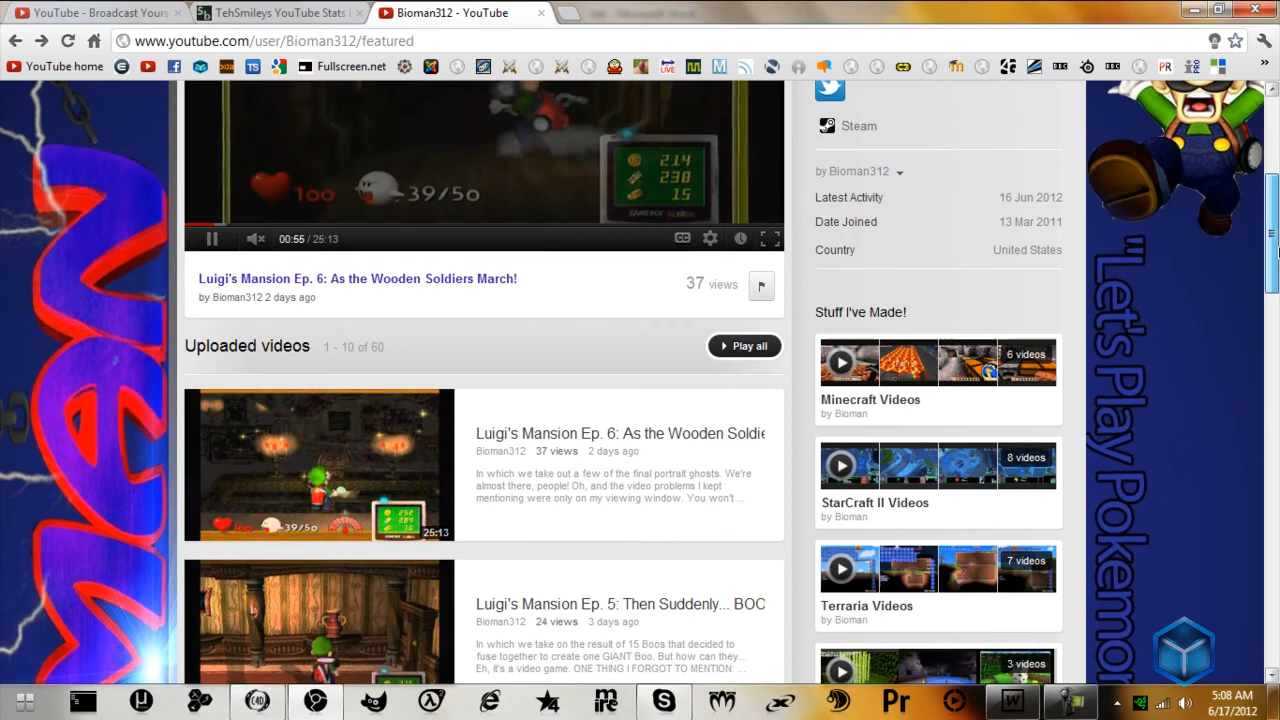 YouTube - Broadcast Yours
TehSmileys YouTube Stats
Bioman312 - YouTube
www.youtube.com/user/Bioman312/featured
YouTube home
Fullscreen.net
TS
LIVE
PR
214
238
15
100
39/50
GAME BOY
00:55 / 25:13
CC
Luigi's Mansion Ep. 6: As the Wooden Soldiers March!
by Bioman312 2 days ago
37 views
Uploaded videos 1 - 10 of 60
Play all
39/50
25:13
Luigi's Mansion Ep. 6: As the Wooden Soldie
Bioman312 37 views 2 days ago
In which we take out a few of the final portrait ghosts. We're
almost there, people! Oh, and the video problems I kept
mentioning were only on my viewing window. You won't ...
Luigi's Mansion Ep. 5: Then Suddenly... BOO
Bioman312 24 views 3 days ago
In which we take on the result of 15 Boos that decided to
fuse together to create one GIANT Boo. But how can they...
Eh, it's a video game. ONE THING I FORGOT TO MENTION: ...
Steam
by Bioman312
Latest Activity 16 Jun 2012
Date Joined 13 Mar 2011
Country United States
Stuff I've Made!
6 videos
Minecraft Videos
by Bioman
8 videos
StarCraft II Videos
by Bioman
7 videos
Terraria Videos
by Bioman
3 videos
"Let's Play Pokemon
Pr
W
5:08 AM
6/17/2012